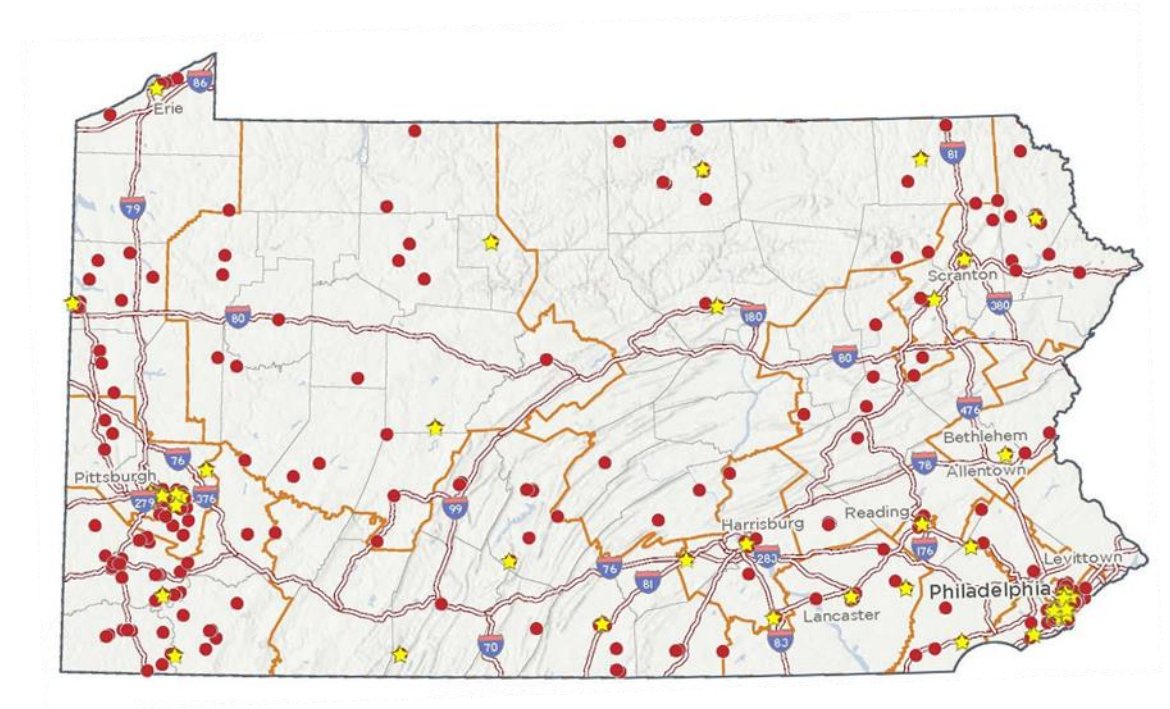 86
Erie
81
79
Scranton
380
80
180
80
476
Bethlehem
76
78
Allentown
Pittsburgh
279
376
99
Reading
Harrisburg
176
283
76
81
Levittown
Philadelphia
Lancaster
70
83